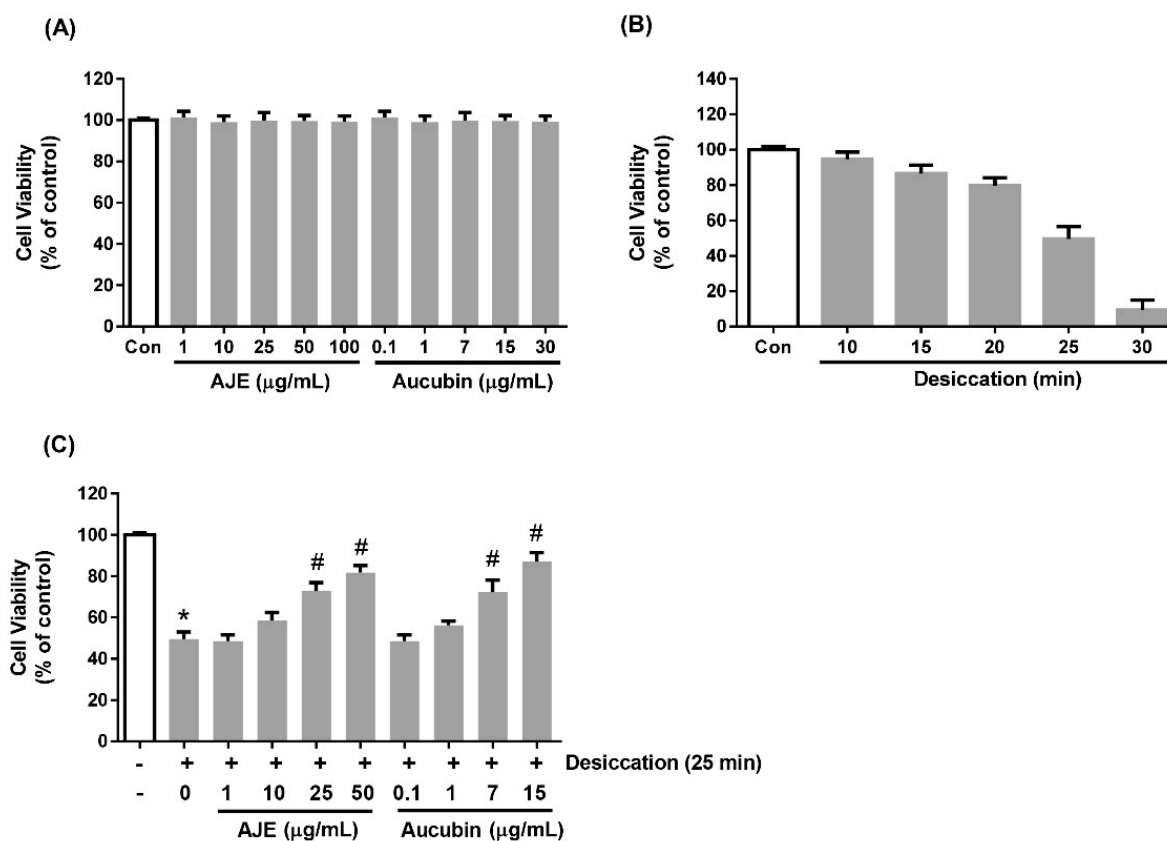 (A)
Cell Viability
(% of control)
120
100
80
60
40
20
0
Con 1 10 25 50 100 0.1 1 7 15 30
AJE (μg/mL) Aucubin (μg/mL)
(B)
Cell Viability
(% of control)
140
120
100
80
60
40
20
0
Con 10 15 20 25 30
Desiccation (min)
(C)
Cell Viability
(% of control)
120
100
80
60
40
20
0
* # # # #
- + + + + + + + + + Desiccation (25 min)
- 0 1 10 25 50 0.1 1 7 15
AJE (μg/mL) Aucubin (μg/mL)